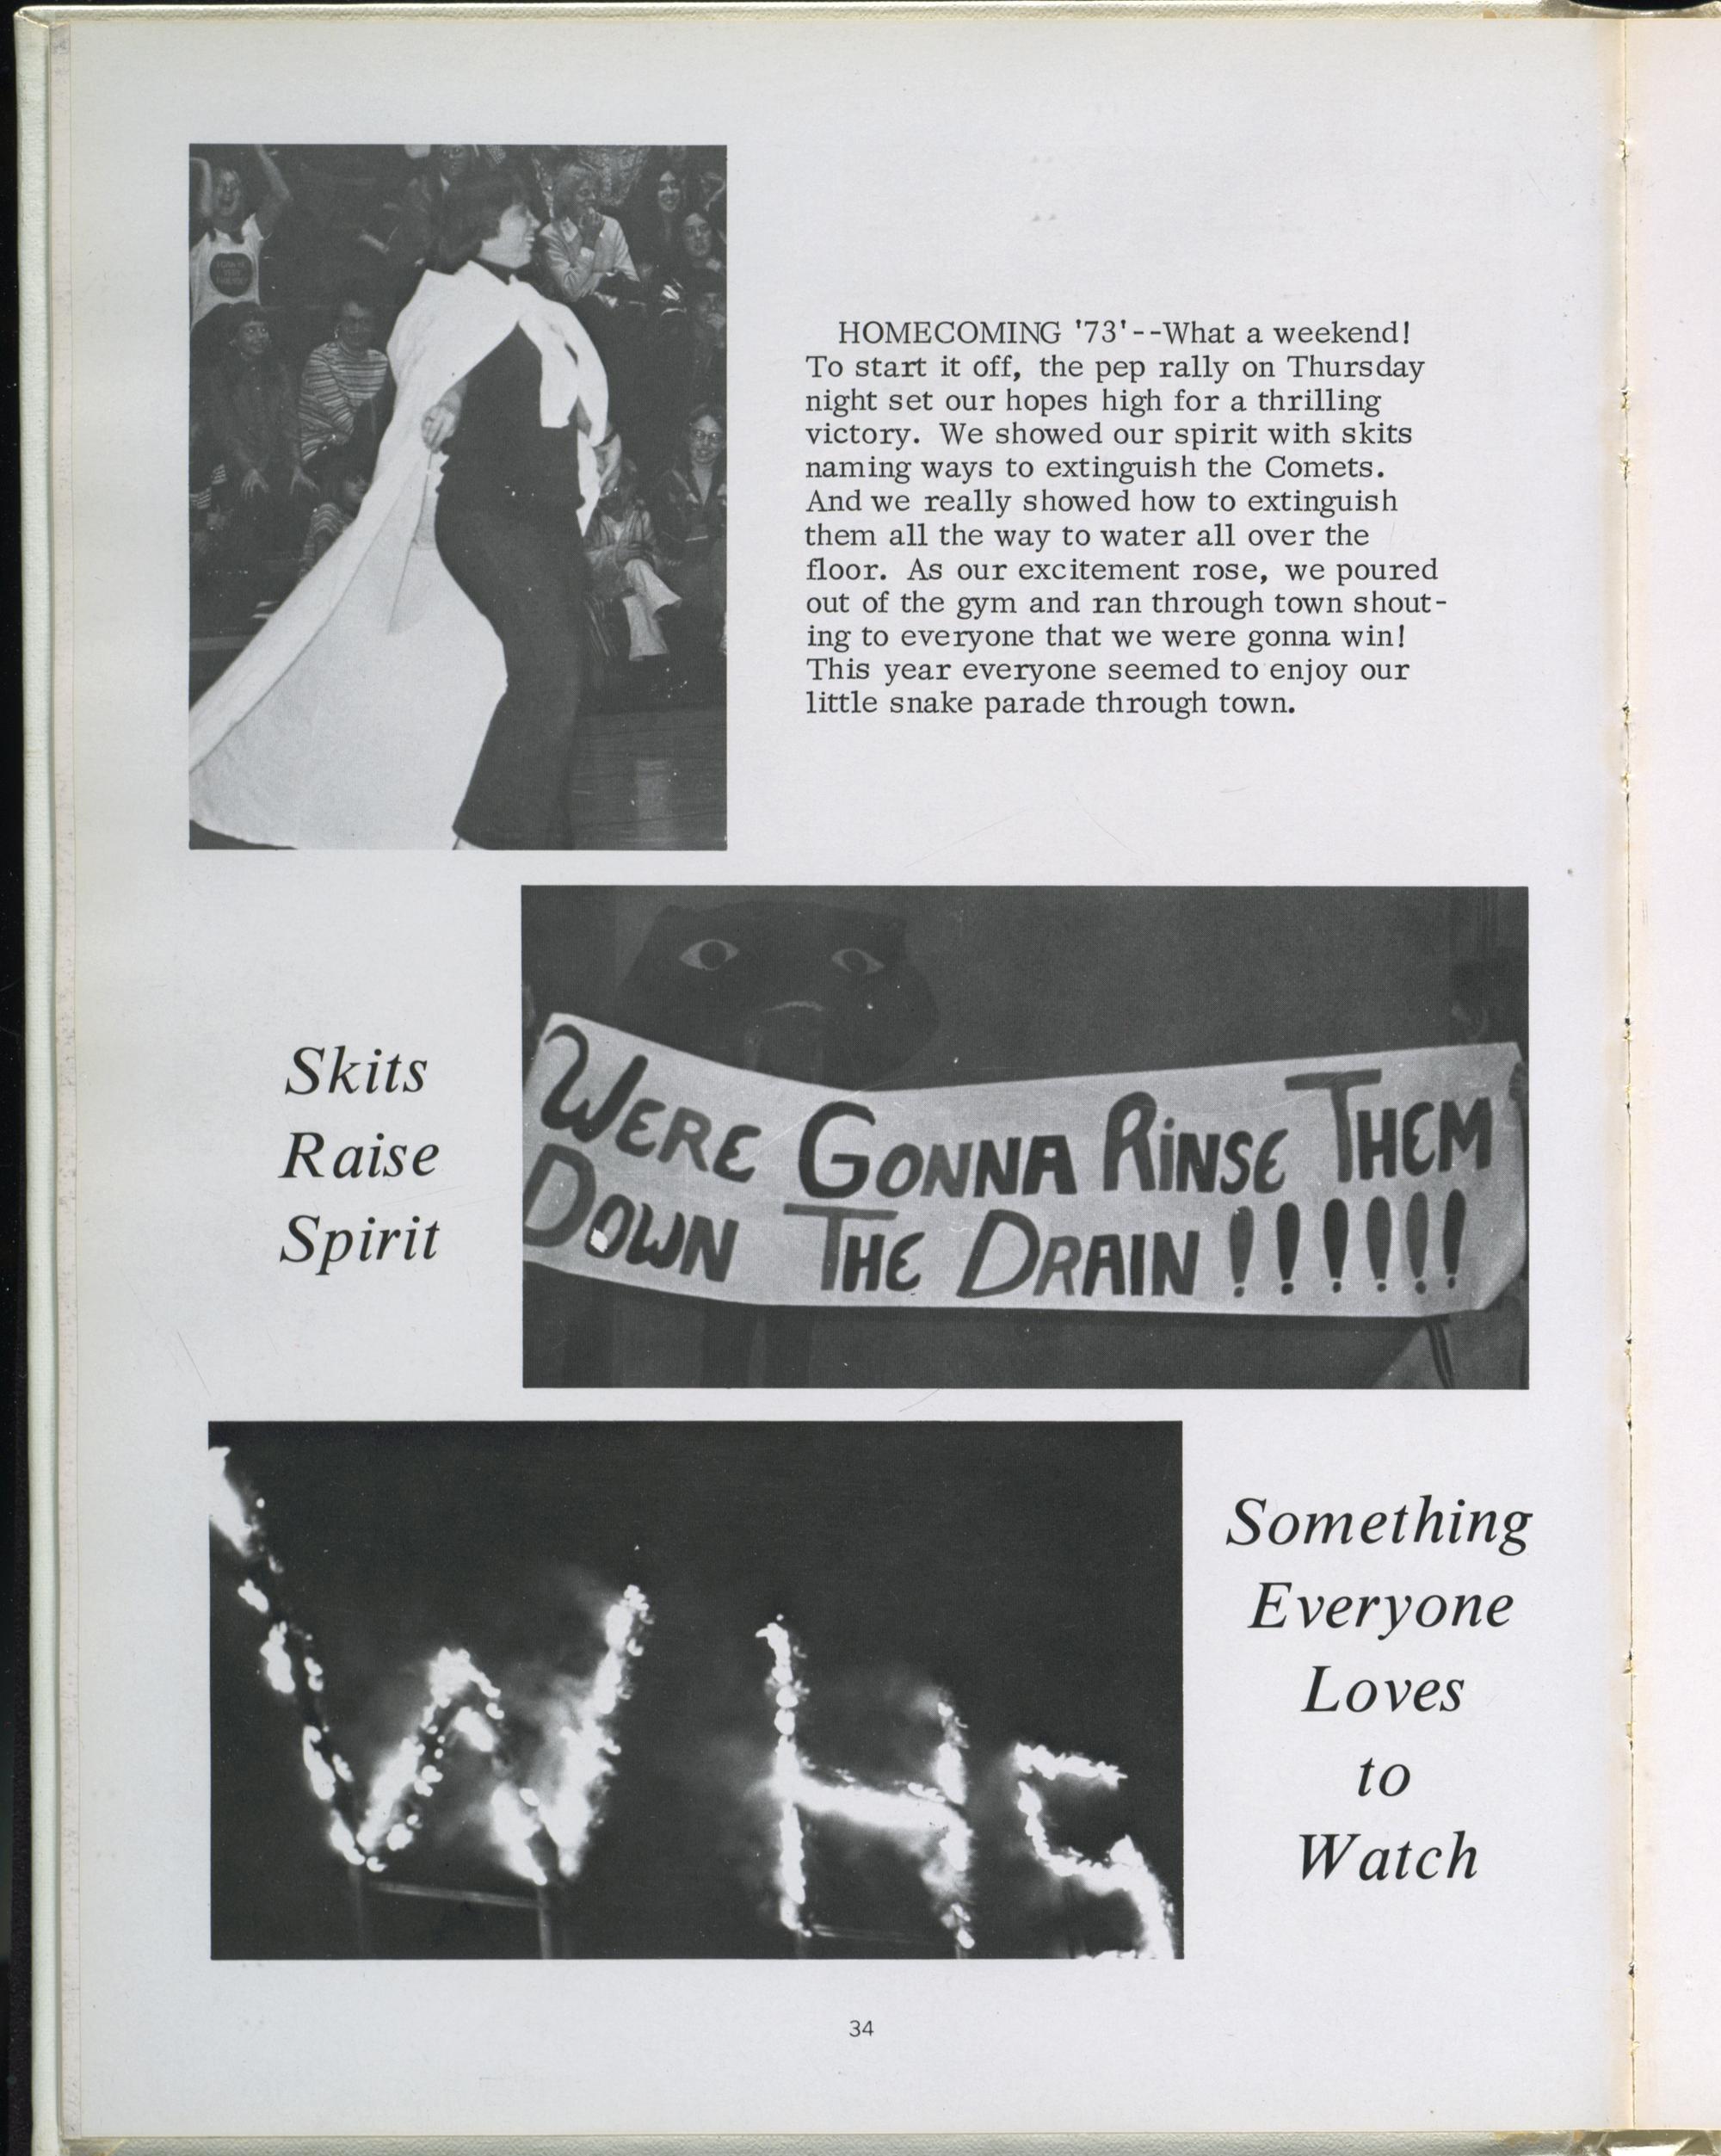 HOMECOMING '73'--What a weekend!
To start it off, the pep rally on Thursday
night set our hopes high for a thrilling
victory. We showed our spirit with skits
naming ways to extinguish the Comets.
And we really showed how to extinguish
them all the way to water all over the
floor. As our excitement rose, we poured
out of the gym and ran through town shout-
ing to everyone that we were gonna win!
This year everyone seemed to enjoy our
little snake parade through town.
Skits
Raise
Spirit
WERE GONNA RINSE THEM
DOWN THE DRAIN!!!!!!
WHS
Something
Everyone
Loves
to
Watch
34